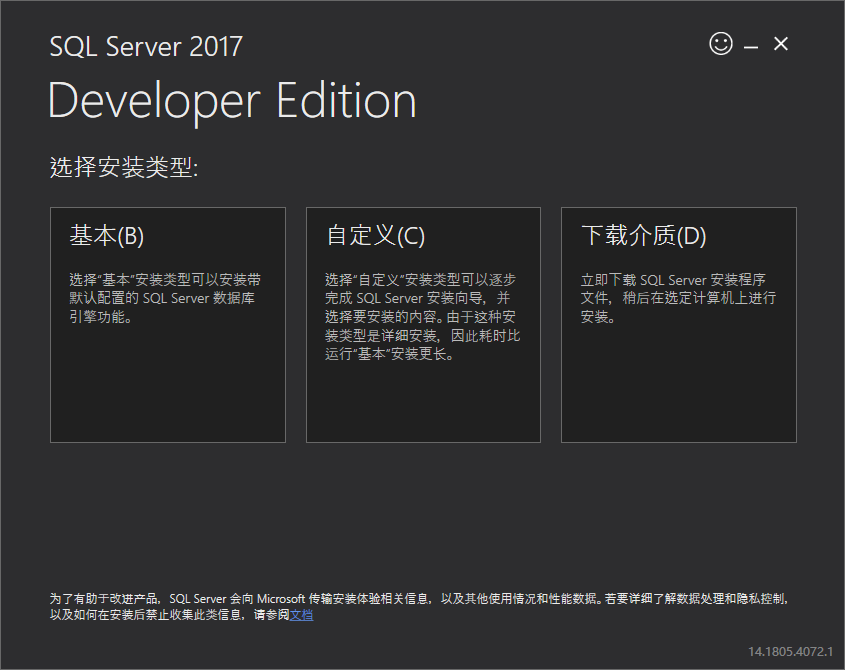 SQL Server 2017
Developer Edition
选择安装类型:
基本(B)
选择“基本”安装类型可以安装带
默认配置的 SQL Server 数据库
引擎功能。
自定义(C)
选择“自定义”安装类型可以逐步
完成 SQL Server 安装向导，并
选择要安装的内容。由于这种安
装类型是详细安装，因此耗时比
运行“基本”安装更长。
下载介质(D)
立即下载 SQL Server 安装程序
文件，稍后在选定计算机上进行
安装。
为了有助于改进产品，SQL Server 会向 Microsoft 传输安装体验相关信息，以及其他使用情况和性能数据。若要详细了解数据处理和隐私控制，
以及如何在安装后禁止收集此类信息，请参阅文档
14.1805.4072.1